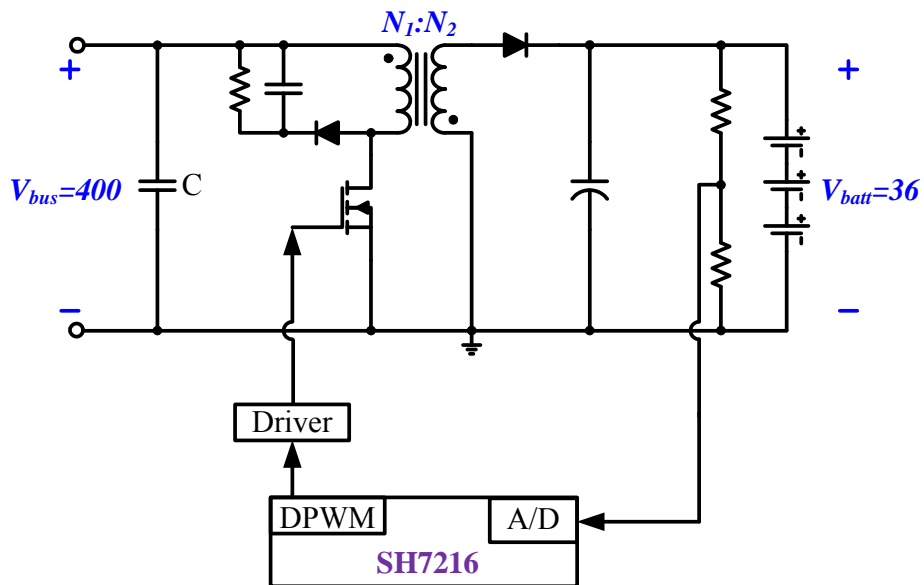 N1:N2
+
+
Vbus=400
C
Vbatt=36
−
−
Driver
DPWM
A/D
SH7216